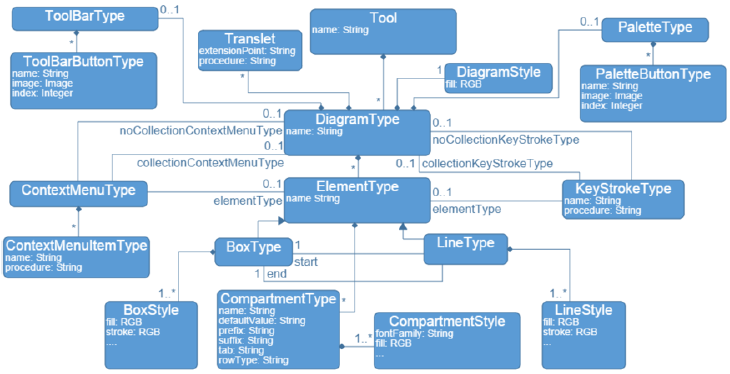 ToolBarType
0..1
*
ToolBarButtonType
name: String
image: Image
index: Integer
Translet
extensionPoint: String
procedure: String
*
Tool
name: String
*
1
DiagramStyle
fill: RGB
0..1
PaletteType
*
PaletteButtonType
name: String
image: Image
index: Integer
DiagramType
name: String
0..1
noCollectionContextMenuType
0..1
collectionContextMenuType
0..1
noCollectionKeyStrokeType
0..1
collectionKeyStrokeType
*
ContextMenuType
0..1
elementType
ElementType
name: String
0..1
elementType
KeyStrokeType
name: String
procedure: String
*
ContextMenuItemType
name: String
procedure: String
BoxType
1
start
1
end
LineType
1..*
BoxStyle
fill: RGB
stroke: RGB
....
CompartmentType
name: String
defaultValue: String
prefix: String
suffix: String
tab: String
rowType: String
*
1..*
CompartmentStyle
fontFamily: String
fill: RGB
...
1..*
LineStyle
fill: RGB
stroke: RGB
...